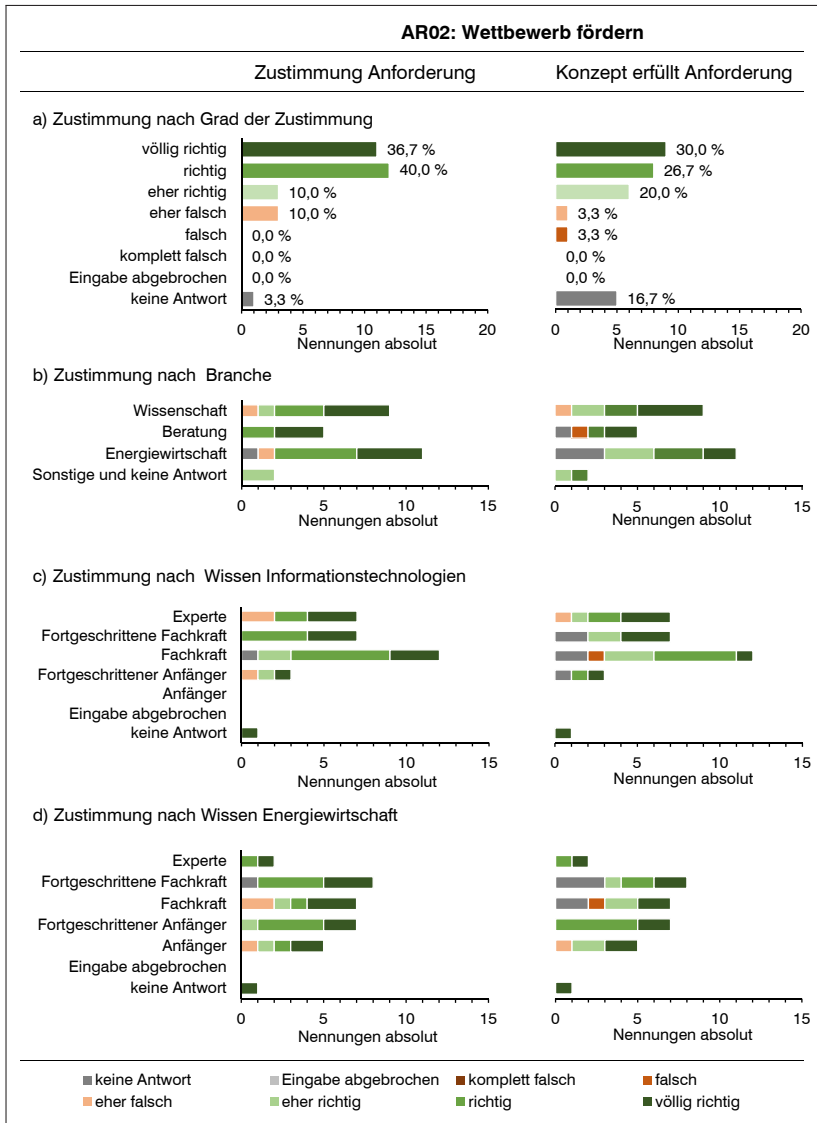 AR02: Wettbewerb fördern
Zustimmung Anforderung Konzept erfüllt Anforderung
a) Zustimmung nach Grad der Zustimmung
völlig richtig 36,7 % 30,0 %
richtig 40,0 % 26,7 %
eher richtig 10,0 % 20,0 %
eher falsch 10,0 % 3,3 %
falsch 0,0 % 3,3 %
komplett falsch 0,0 % 0,0 %
Eingabe abgebrochen 0,0 % 0,0 %
keine Antwort 3,3 % 16,7 %
0 5 10 15 20 0 5 10 15 20
Nennungen absolut Nennungen absolut
b) Zustimmung nach Branche
Wissenschaft
Beratung
Energiewirtschaft
Sonstige und keine Antwort
0 5 10 15 0 5 10 15
Nennungen absolut Nennungen absolut
c) Zustimmung nach Wissen Informationstechnologien
Experte
Fortgeschrittene Fachkraft
Fachkraft
Fortgeschrittener Anfänger
Anfänger
Eingabe abgebrochen
keine Antwort
0 5 10 15 0 5 10 15
Nennungen absolut Nennungen absolut
d) Zustimmung nach Wissen Energiewirtschaft
Experte
Fortgeschrittene Fachkraft
Fachkraft
Fortgeschrittener Anfänger
Anfänger
Eingabe abgebrochen
keine Antwort
0 5 10 15 0 5 10 15
Nennungen absolut Nennungen absolut
keine Antwort Eingabe abgebrochen komplett falsch falsch
eher falsch eher richtig richtig völlig richtig